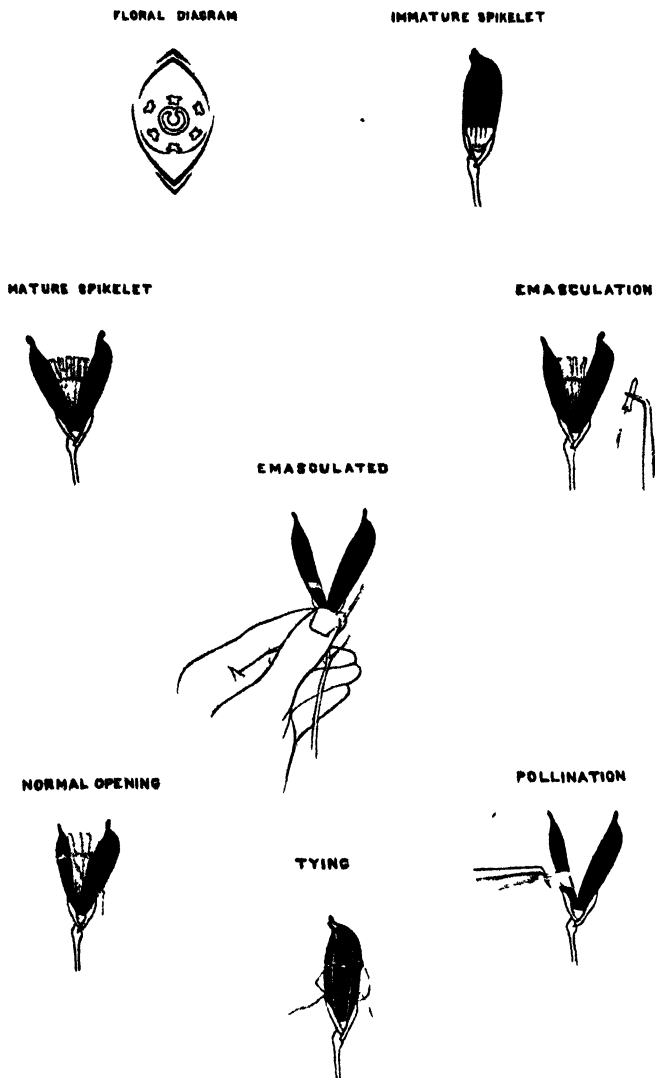 FLORAL DIAGRAM
IMMATURE SPIKELET
MATURE SPIKELET
EMASCULATION
EMASCULATED
NORMAL OPENING
POLLINATION
TYING